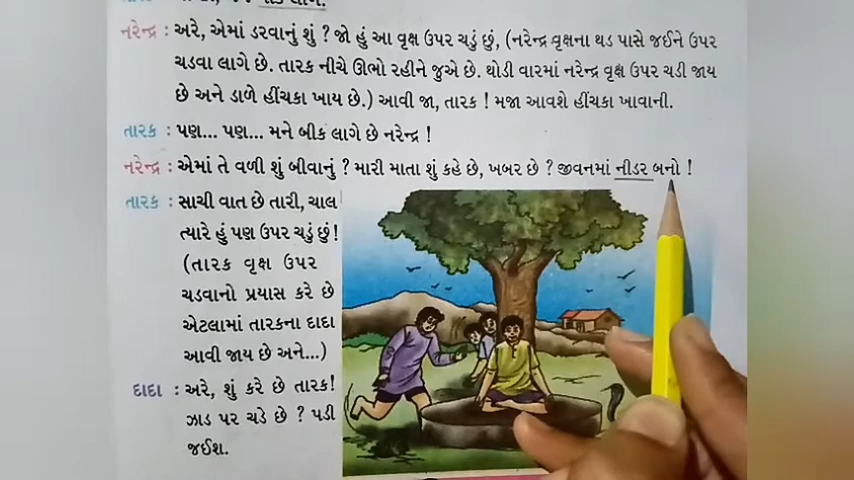 નરેન્દ્ર : અરે, એમાં ડરવાનું શું ? જો હું આ વૃક્ષ ઉપર ચડું છું, (નરેન્દ્ર વૃક્ષના થડ પાસે જઈને ઉપર
ચડવા લાગે છે. તારક નીચે ઊભો રહીને જુએ છે. થોડી વારમાં નરેન્દ્ર વૃક્ષ ઉપર ચડી જાય
છે અને ડાળે હીંચકા ખાય છે.) આવી જા, તારક ! મજા આવશે હીંચકા ખાવાની.
તારક : પણ... પણ... મને બીક લાગે છે નરેન્દ્ર !
નરેન્દ્ર : એમાં તે વળી શું બીવાનું ? મારી માતા શું કહે છે, ખબર છે ? જીવનમાં નીડર બનો !
તારક : સાચી વાત છે તારી, ચાલ
ત્યારે હું પણ ઉપર ચડું છું!
(તારક વૃક્ષ ઉપર
ચડવાનો પ્રયાસ કરે છે
એટલામાં તારકના દાદા
આવી જાય છે અને...)
દાદા : અરે, શું કરે છે તારક!
ઝાડ પર ચડે છે ? પડી
જઈશ.